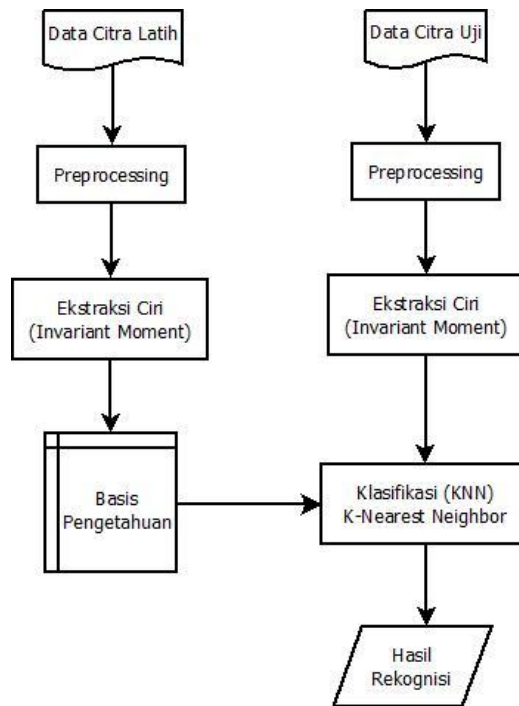 Data Citra Latih
Preprocessing
Ekstraksi Ciri
(Invariant Moment)
Basis
Pengetahuan
Data Citra Uji
Preprocessing
Ekstraksi Ciri
(Invariant Moment)
Klasifikasi (KNN)
K-Nearest Neighbor
Hasil
Rekognisi